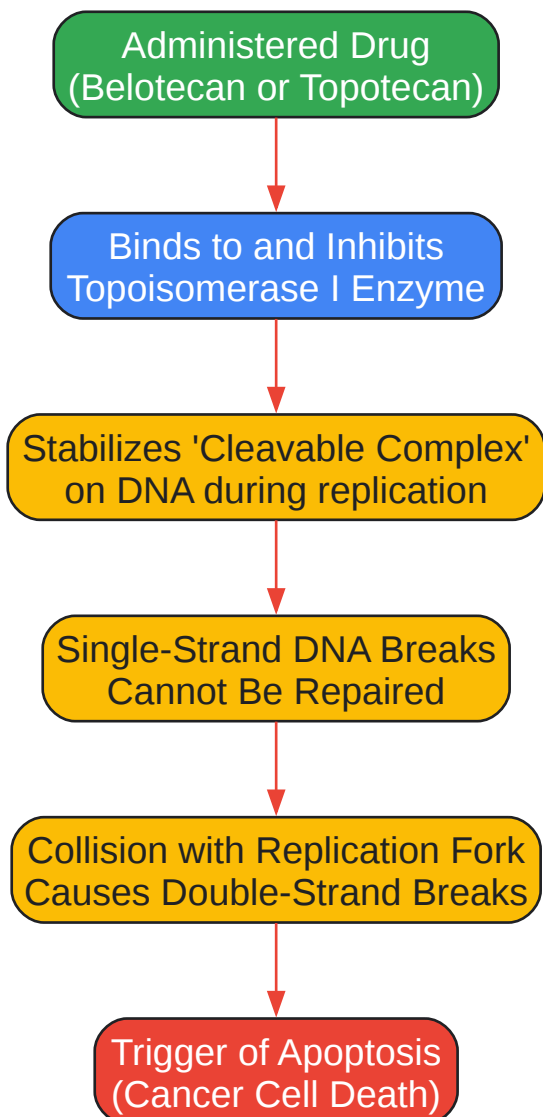 Administered Drug
(Belotecan or Topotecan)
Binds to and Inhibits
Topoisomerase I Enzyme
Stabilizes 'Cleavable Complex'
on DNA during replication
Single-Strand DNA Breaks
Cannot Be Repaired
Collision with Replication Fork
Causes Double-Strand Breaks
Trigger of Apoptosis
(Cancer Cell Death)